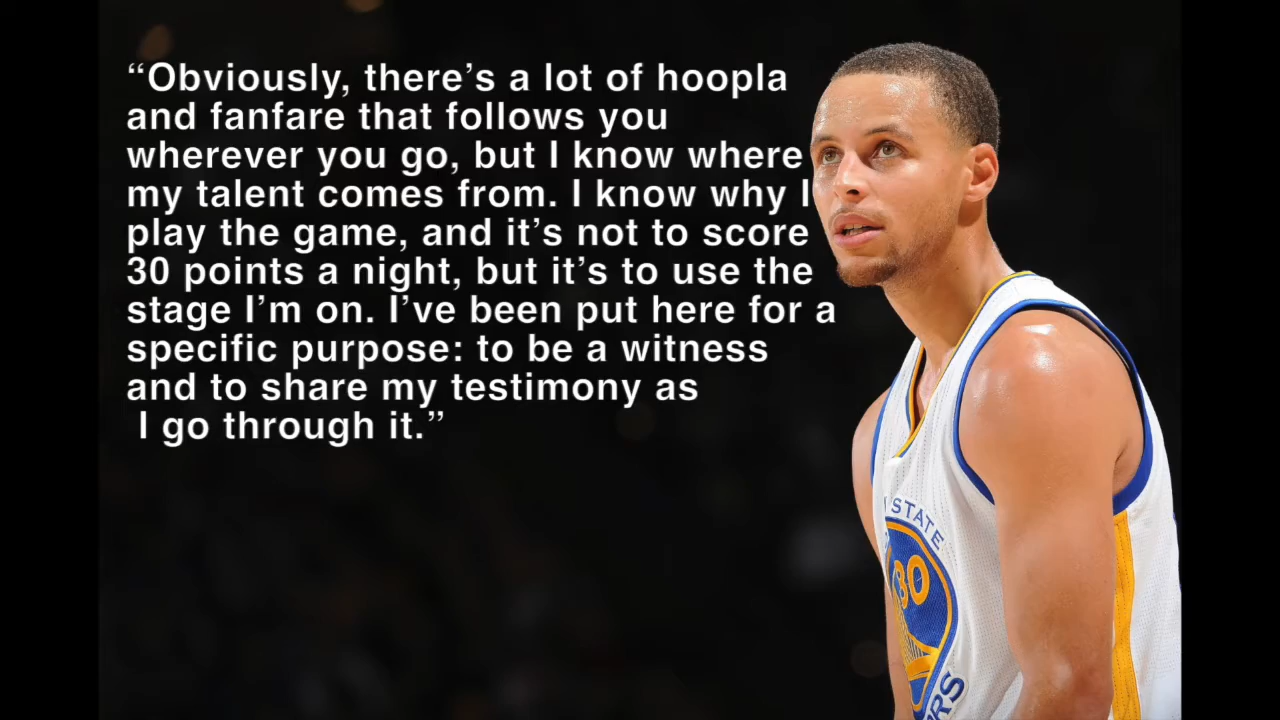 “Obviously, there’s a lot of hoopla
and fanfare that follows you
wherever you go, but I know where
my talent comes from. I know why I
play the game, and it’s not to score
30 points a night, but it’s to use the
stage I’m on. I’ve been put here for a
specific purpose: to be a witness
and to share my testimony as
I go through it.”
STATE
30